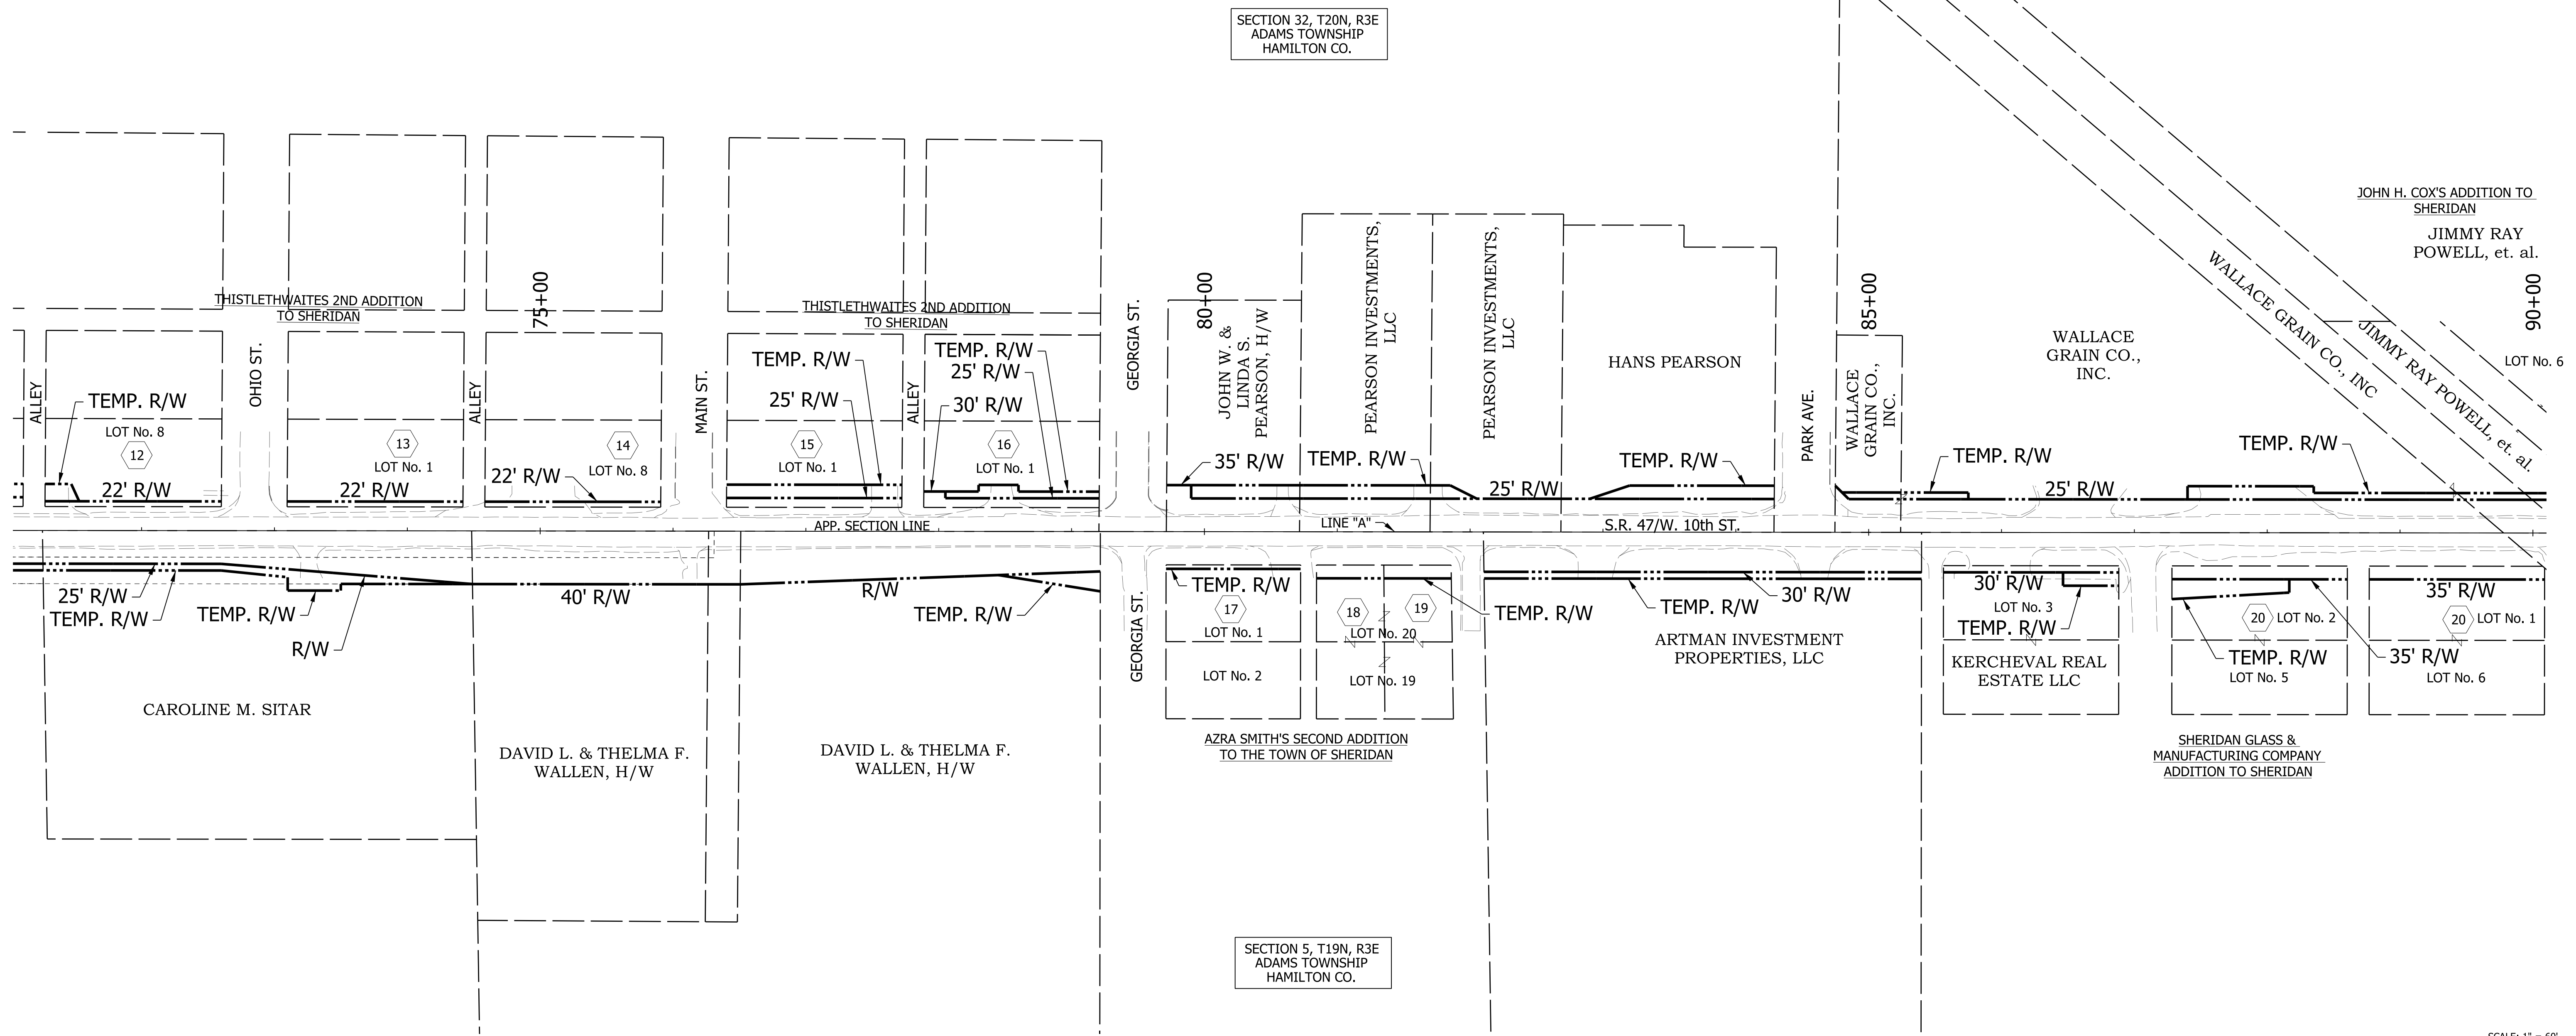 SECTION 32, T20N, R3E
ADAMS TOWNSHIP
HAMILTON CO.
JOHN H. COX'S ADDITION TO
SHERIDAN
JIMMY RAY
POWELL, et. al.
90+00
LOT No. 6
WALLACE GRAIN CO., INC
JIMMY RAY POWELL, et. al.
THISTLETHWAITES 2ND ADDITION
TO SHERIDAN
75+00
THISTLETHWAITES 2ND ADDITION
TO SHERIDAN
80+00
85+00
ALLEY
TEMP. R/W
LOT No. 8
12
22' R/W
OHIO ST.
13
LOT No. 1
22' R/W
ALLEY
14
LOT No. 8
22' R/W
MAIN ST.
TEMP. R/W
25' R/W
15
LOT No. 1
ALLEY
TEMP. R/W
25' R/W
30' R/W
16
LOT No. 1
GEORGIA ST.
JOHN W. &
LINDA S.
PEARSON, H/W
35' R/W
PEARSON INVESTMENTS,
LLC
TEMP. R/W
PEARSON INVESTMENTS,
LLC
25' R/W
HANS PEARSON
TEMP. R/W
PARK AVE.
WALLACE
GRAIN CO.,
INC.
TEMP. R/W
WALLACE
GRAIN CO.,
INC.
25' R/W
TEMP. R/W
APP. SECTION LINE
LINE "A"
S.R. 47/W. 10th ST.
25' R/W
TEMP. R/W
TEMP. R/W
R/W
40' R/W
R/W
TEMP. R/W
GEORGIA ST.
TEMP. R/W
17
LOT No. 1
LOT No. 2
18
19
LOT No. 20
LOT No. 19
TEMP. R/W
TEMP. R/W
30' R/W
ARTMAN INVESTMENT
PROPERTIES, LLC
30' R/W
LOT No. 3
TEMP. R/W
KERCHEVAL REAL
ESTATE LLC
20
LOT No. 2
TEMP. R/W
35' R/W
LOT No. 5
35' R/W
20
LOT No. 1
LOT No. 6
CAROLINE M. SITAR
DAVID L. & THELMA F.
WALLEN, H/W
DAVID L. & THELMA F.
WALLEN, H/W
AZRA SMITH'S SECOND ADDITION
TO THE TOWN OF SHERIDAN
SHERIDAN GLASS &
MANUFACTURING COMPANY
ADDITION TO SHERIDAN
SECTION 5, T19N, R3E
ADAMS TOWNSHIP
HAMILTON CO.